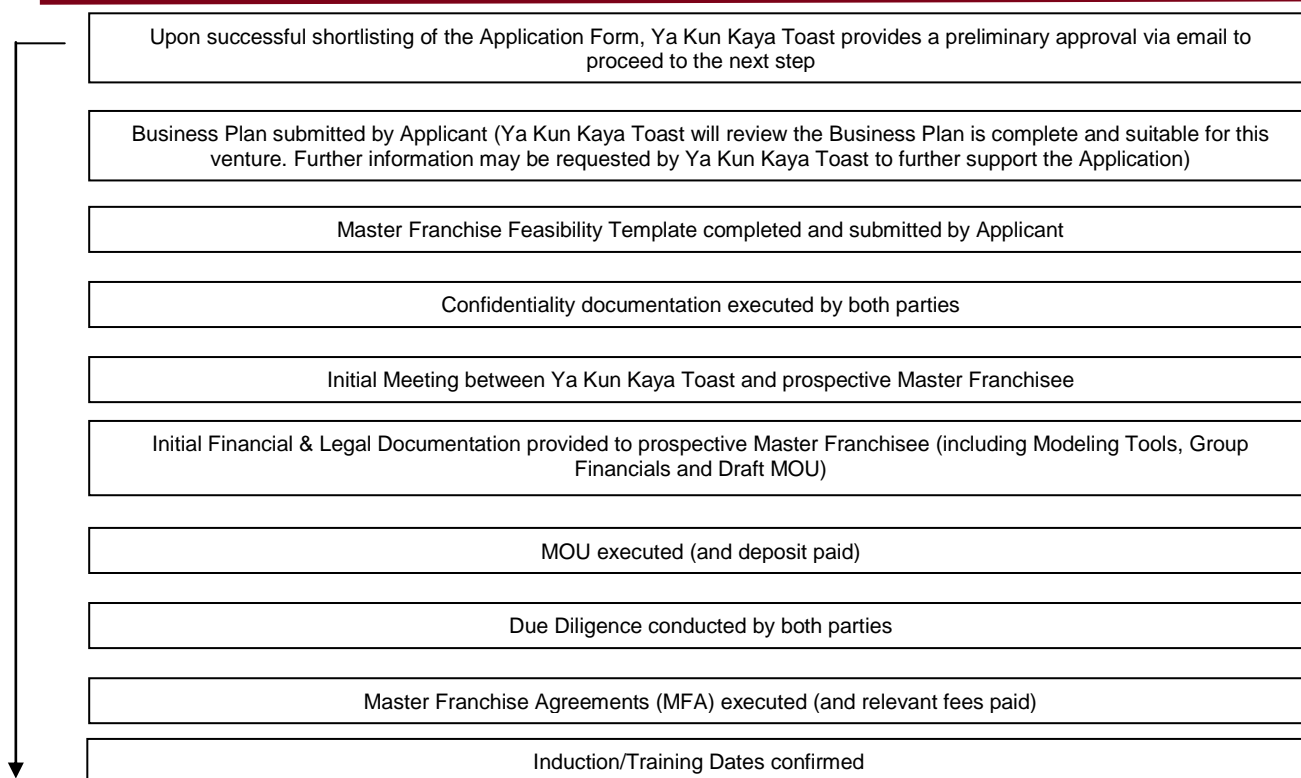 Upon successful shortlisting of the Application Form, Ya Kun Kaya Toast provides a preliminary approval via email to
proceed to the next step
Business Plan submitted by Applicant (Ya Kun Kaya Toast will review the Business Plan is complete and suitable for this
venture. Further information may be requested by Ya Kun Kaya Toast to further support the Application)
Master Franchise Feasibility Template completed and submitted by Applicant
Confidentiality documentation executed by both parties
Initial Meeting between Ya Kun Kaya Toast and prospective Master Franchisee
Initial Financial & Legal Documentation provided to prospective Master Franchisee (including Modeling Tools, Group
Financials and Draft MOU)
MOU executed (and deposit paid)
Due Diligence conducted by both parties
Master Franchise Agreements (MFA) executed (and relevant fees paid)
Induction/Training Dates confirmed